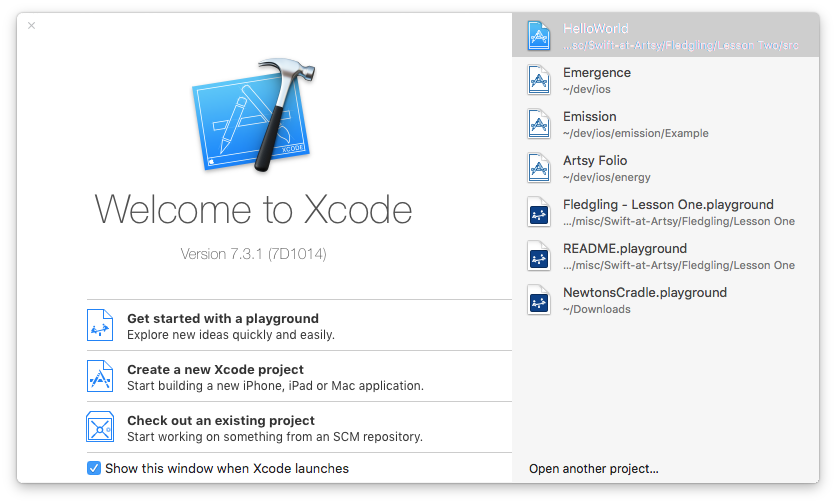 XCODE
Welcome to Xcode
Version 7.3.1 (7D1014)
Get started with a playground
Explore new ideas quickly and easily.
Create a new Xcode project
Start building a new iPhone, iPad or Mac application.
Check out an existing project
Start working on something from an SCM repository.
Show this window when Xcode launches
HelloWorld
...sc/Swift-at-Artsy/Fledgling/Lesson Two/src
Emergence
~/dev/ios
Emission
~/dev/ios/emission/Example
Artsy Folio
~/dev/ios/energy
Fledgling - Lesson One.playground
.../misc/Swift-at-Artsy/Fledgling/Lesson One
README.playground
.../misc/Swift-at-Artsy/Fledgling/Lesson One
NewtonsCradle.playground
~/Downloads
Open another project...